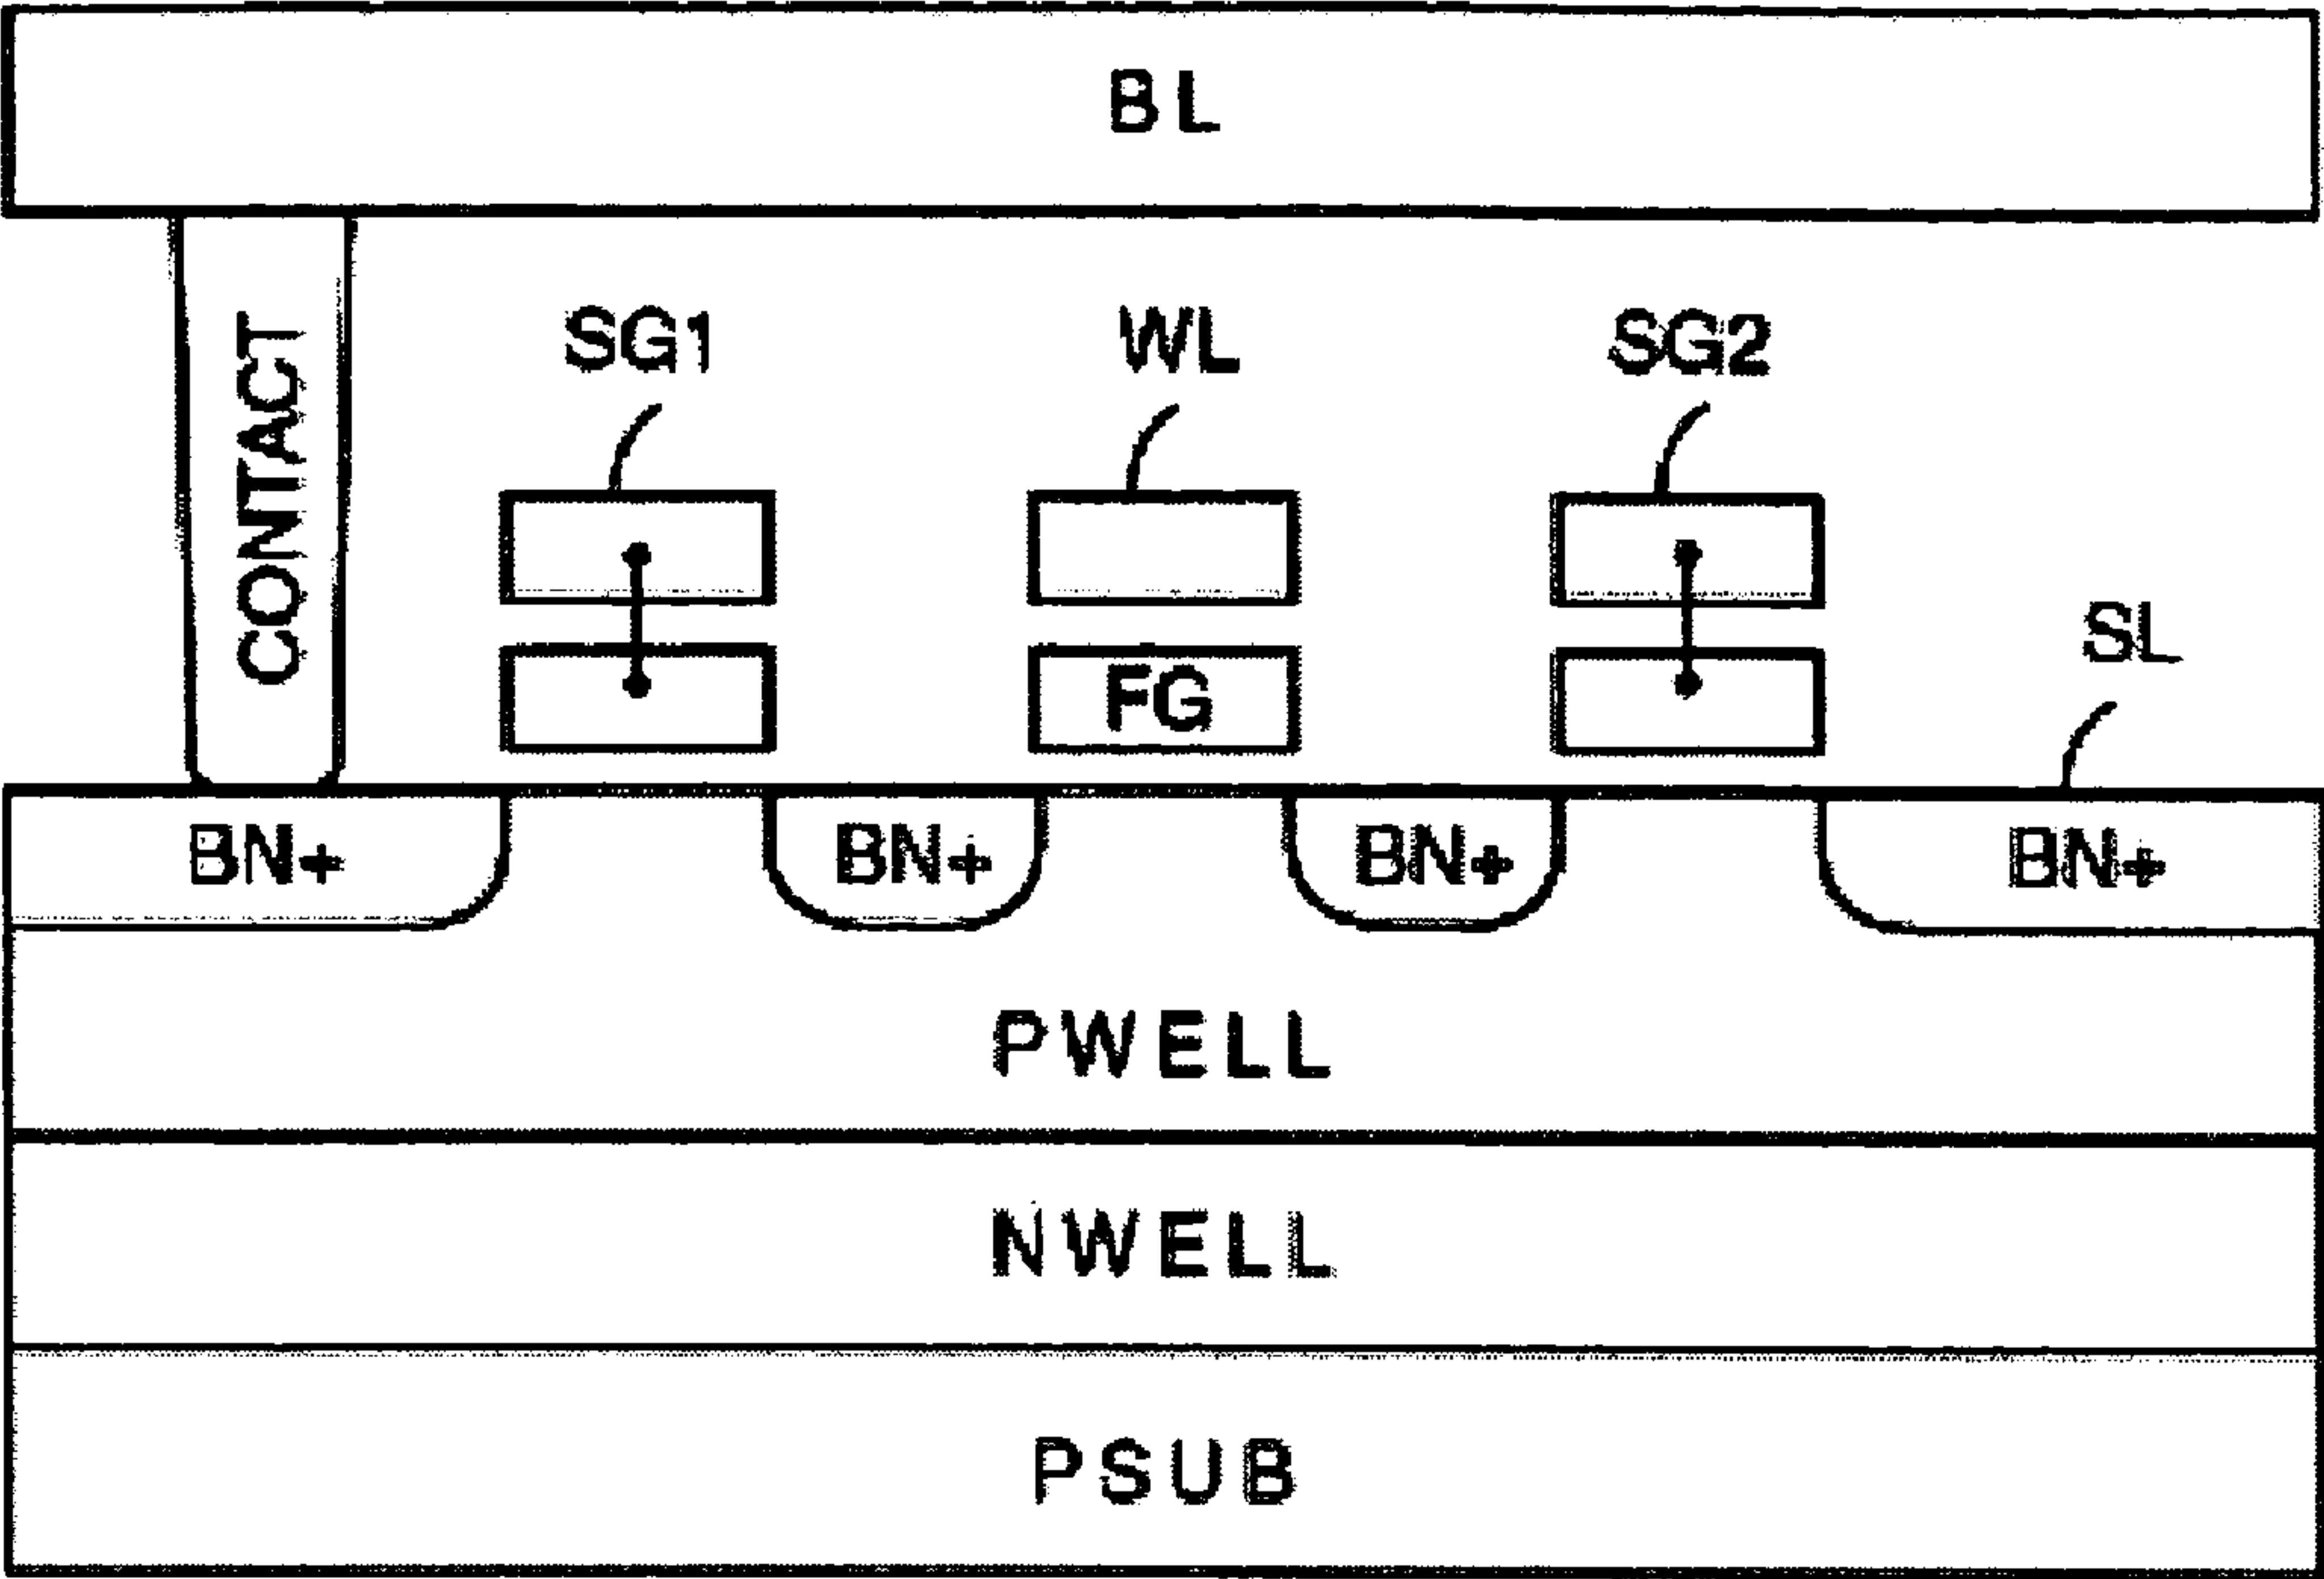 BL
CONTACT
SG1
WL
SG2
FG
SL
BN+
BN+
BN+
BN+
PWELL
NWELL
PSUB